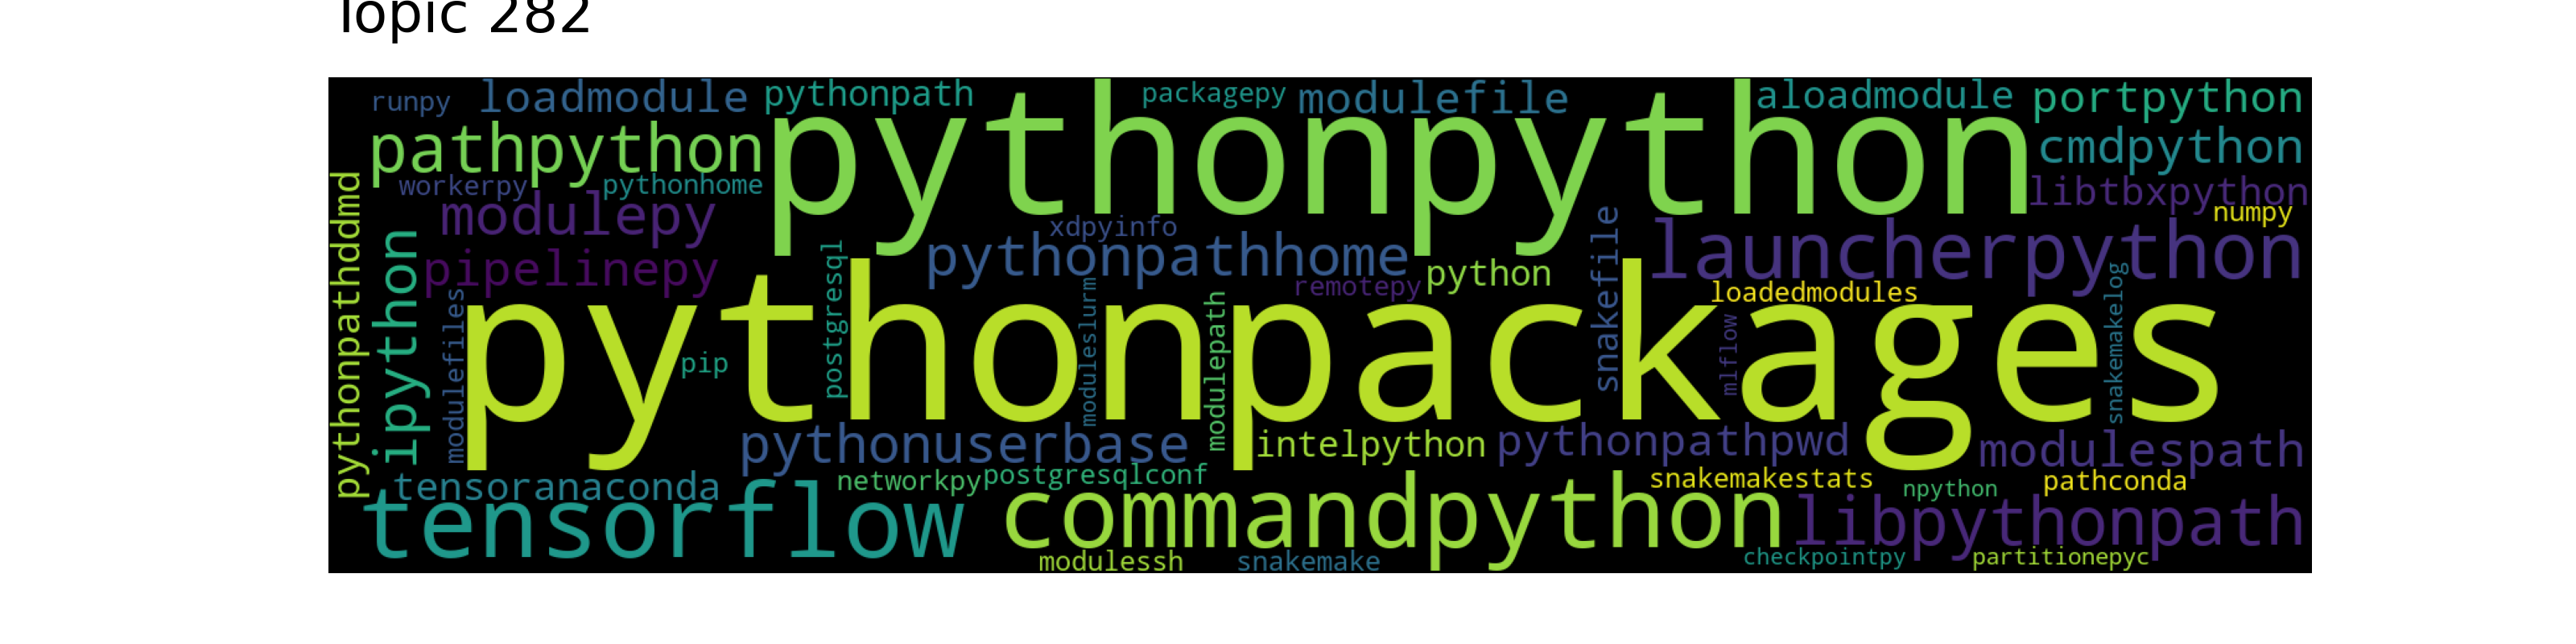 Topic 282
runpy
loadmodule
pythonpath
packagepy
modulefile
aloadmodule
portpython
pathpython
pythonpython
cmdpython
workerpy
pythonhome
libtbxpython
modulepy
xdpyinfo
numpy
pythonpathddmd
ipython
pipelinepy
postgresql
pythonpathhome
remotepy
python
snakefile
launcherpython
loadedmodules
snakemakelog
modulefiles
pythonpackages
pip
modulesslurm
modulepath
mlflow
pythonuserbase
intelpython
pythonpathpwd
modulespath
tensoranaconda
networkpy
postgresqlconf
snakemakestats
npython
pathconda
tensorflow
commandpython
libpythonpath
modulessh
snakemake
checkpointpy
partitionepyc